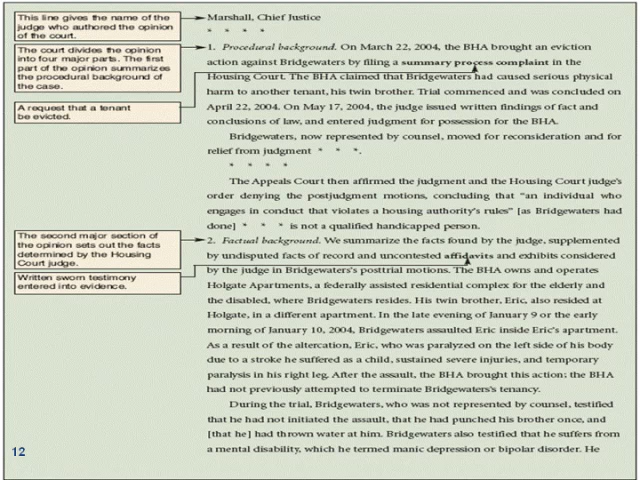 This line gives the name of the
judge who authored the opinion
of the court.
The court divides the opinion
into four major parts. The first
part of the opinion summarizes
the procedural background of
the case.
A request that a tenant
be evicted.
The second major section of
the opinion sets out the facts
determined by the Housing
Court judge.
Written sworn testimony
entered into evidence.
Marshall, Chief Justice
* * * *
1. Procedural background. On March 22, 2004, the BHA brought an eviction
action against Bridgewaters by filing a summary process complaint in the
Housing Court. The BHA claimed that Bridgewaters had caused serious physical
harm to another tenant, his twin brother. Trial commenced and was concluded on
April 22, 2004. On May 17, 2004, the judge issued written findings of fact and
conclusions of law, and entered judgment for possession for the BHA.
Bridgewaters, now represented by counsel, moved for reconsideration and for
relief from judgment * * *.
* * * *
The Appeals Court then affirmed the judgment and the Housing Court judge's
order denying the postjudgment motions, concluding that "an individual who
engages in conduct that violates a housing authority's rules" [as Bridgewaters had
done] * * * is not a qualified handicapped person.
2. Factual background. We summarize the facts found by the judge, supplemented
by undisputed facts of record and uncontested affidavits and exhibits considered
by the judge in Bridgewaters's posttrial motions. The BHA owns and operates
Holgate Apartments, a federally assisted residential complex for the elderly and
the disabled, where Bridgewaters resides. His twin brother, Eric, also resided at
Holgate, in a different apartment. In the late evening of January 9 or the early
morning of January 10, 2004, Bridgewaters assaulted Eric inside Eric's apartment.
As a result of the altercation, Eric, who was paralyzed on the left side of his body
due to a stroke he suffered as a child, sustained severe injuries, and temporary
paralysis in his right leg. After the assault, the BHA brought this action; the BHA
had not previously attempted to terminate Bridgewaters's tenancy.
During the trial, Bridgewaters, who was not represented by counsel, testified
that he had not initiated the assault, that he had punched his brother once, and
[that he] had thrown water at him. Bridgewaters also testified that he suffers from
a mental disability, which he termed manic depression or bipolar disorder. He
12